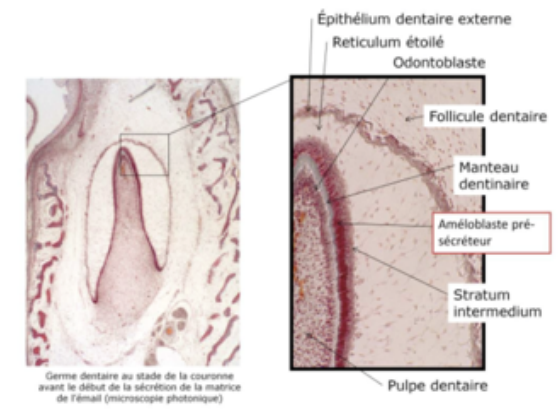 Épithélium dentaire externe
Reticulum étoilé
Odontoblaste
Follicule dentaire
Manteau
dentinaire
Améloblaste pré-
sécréteur
Stratum
intermedium
Pulpe dentaire
Germe dentaire au stade de la couronne
avant le début de la sécrétion de la matrice
de l'émail (microscopie photonique)